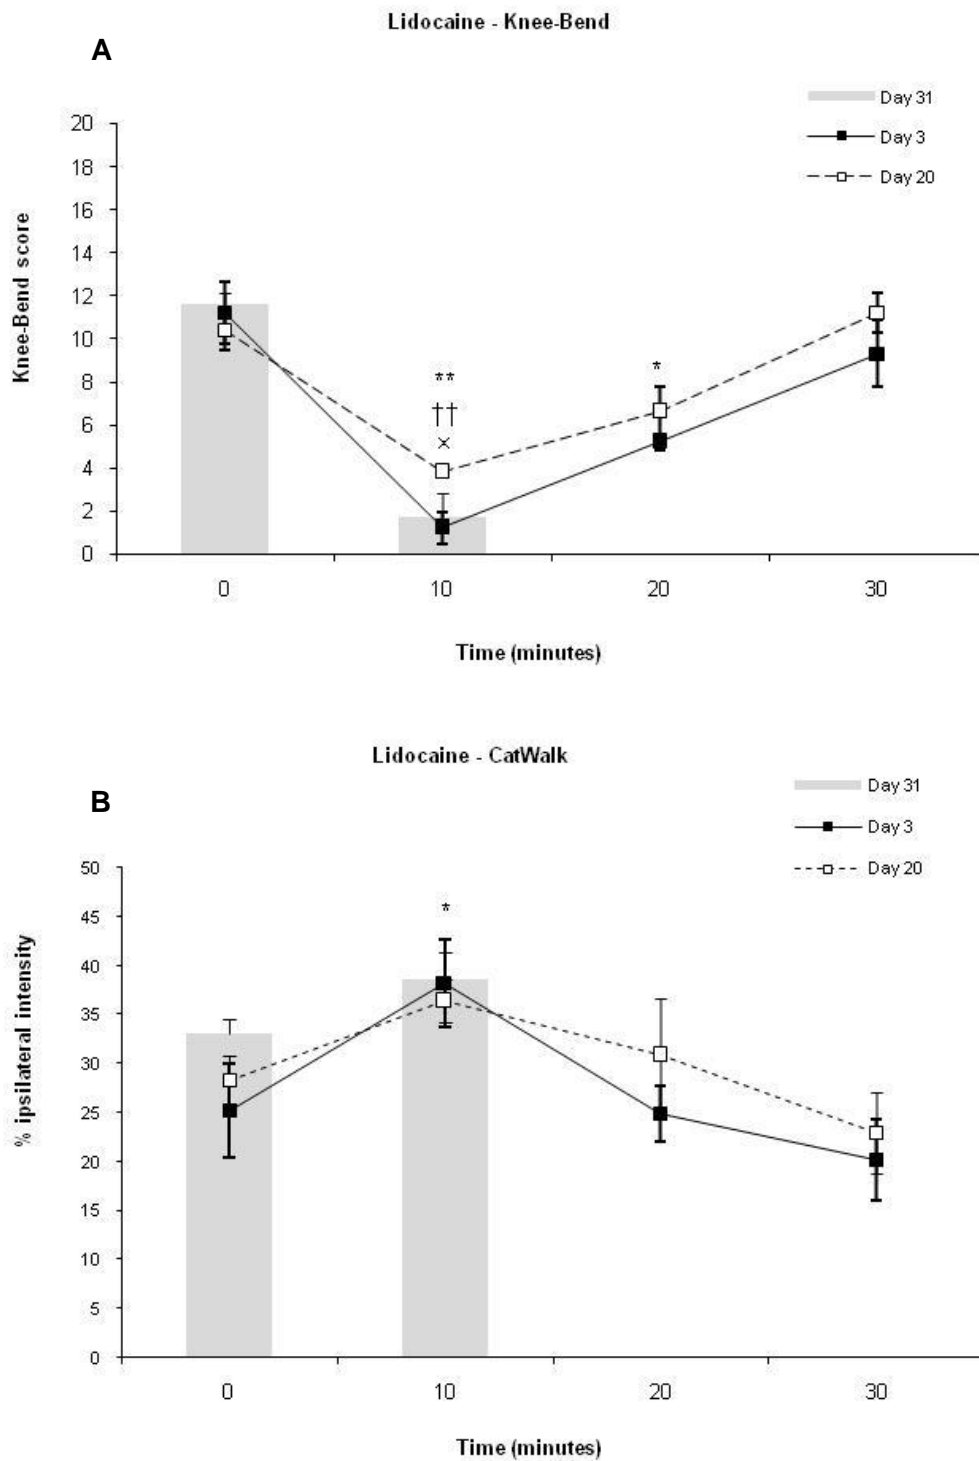 Lidocaine - Knee-Bend
A
Day 31
Day 3
Day 20
Knee-Bend score
20
18
16
14
12
10
8
6
4
2
0
**
††
×
*
0 10 20 30
Time (minutes)
Lidocaine - CatWalk
B
Day 31
Day 3
Day 20
% ipsilateral intensity
50
45
40
35
30
25
20
15
10
5
0
*
0 10 20 30
Time (minutes)